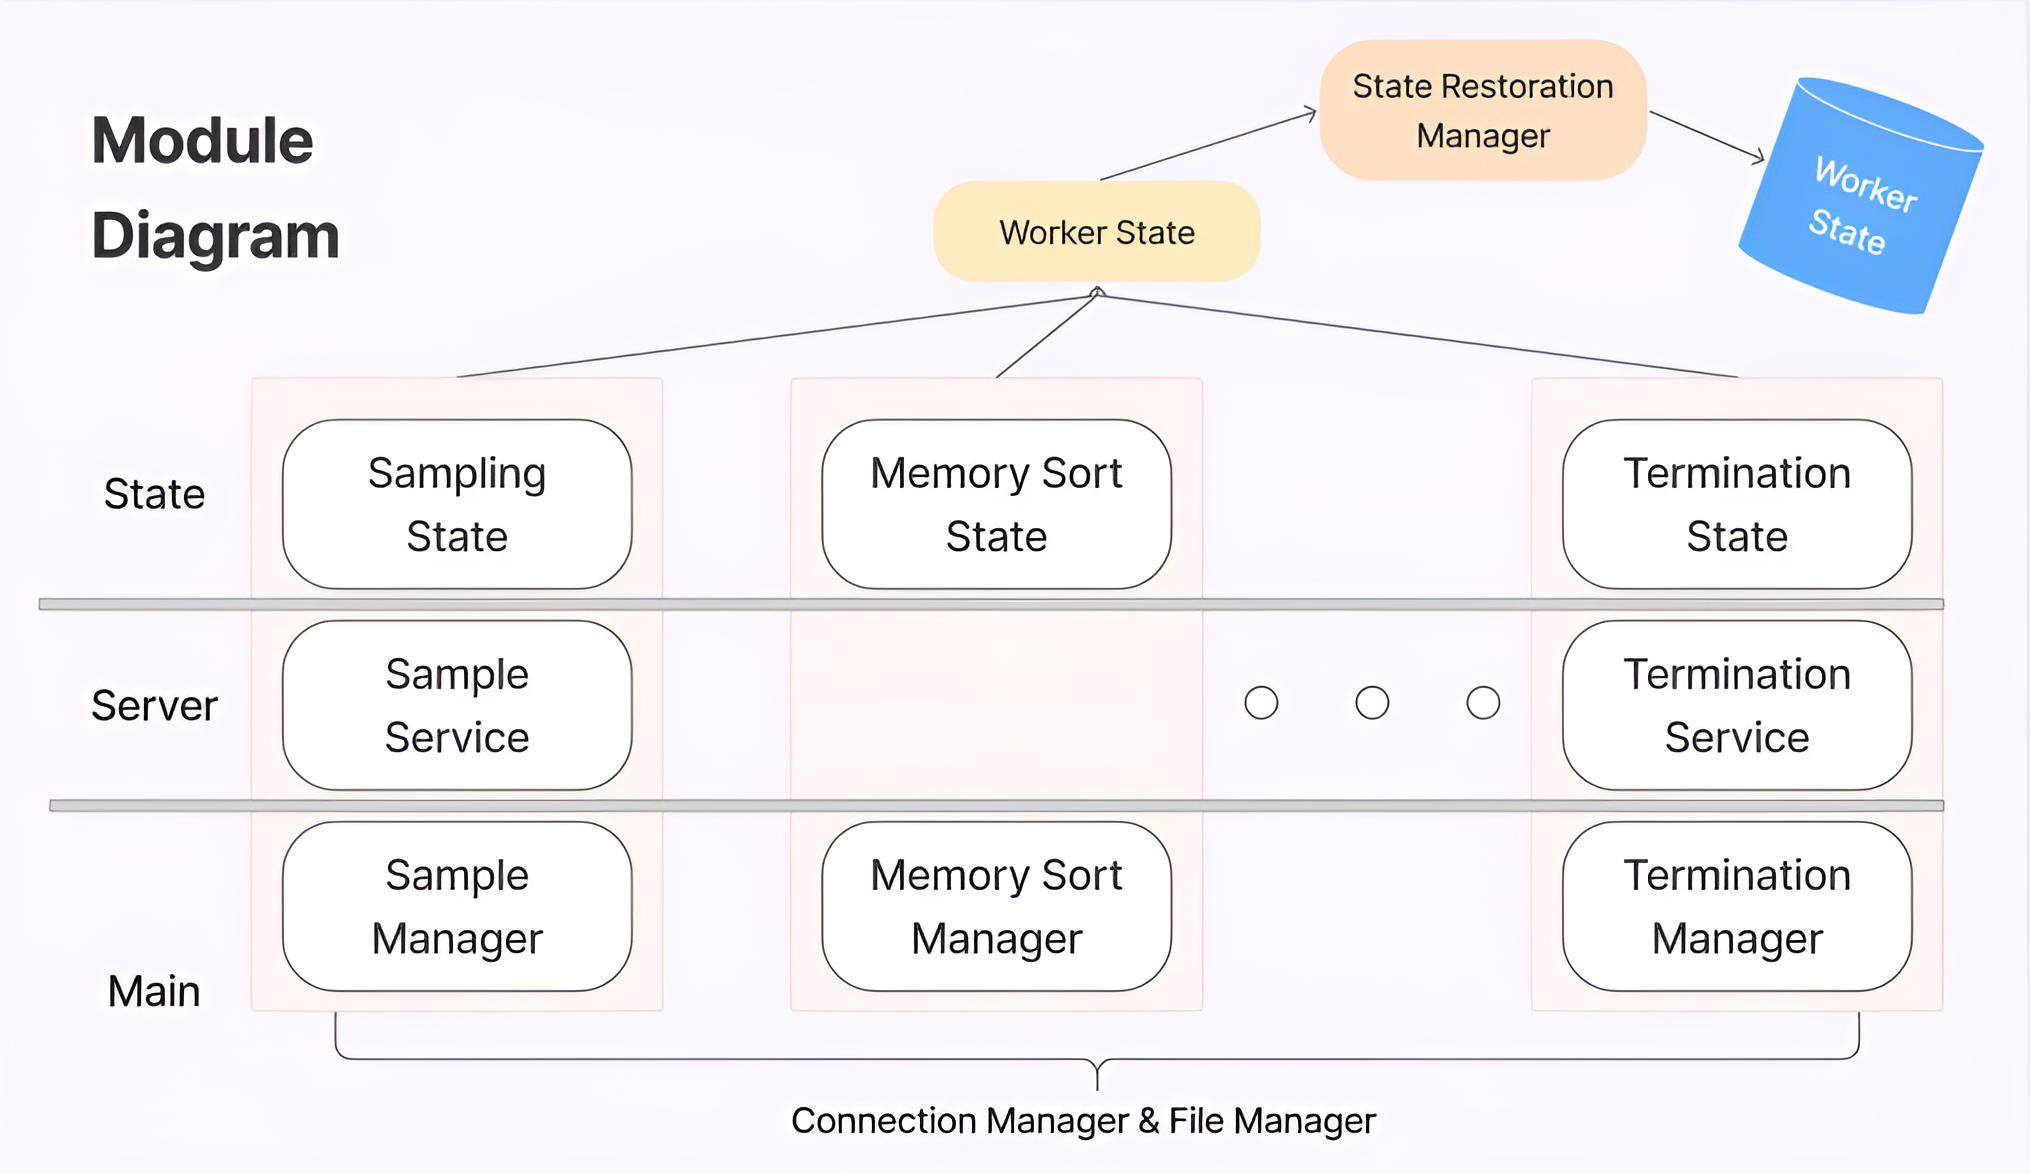 Module
Diagram
State Restoration
Manager
Worker
State
Worker State
State
Sampling
State
Memory Sort
State
Termination
State
Server
Sample
Service
Termination
Service
Main
Sample
Manager
Memory Sort
Manager
Termination
Manager
Connection Manager & File Manager